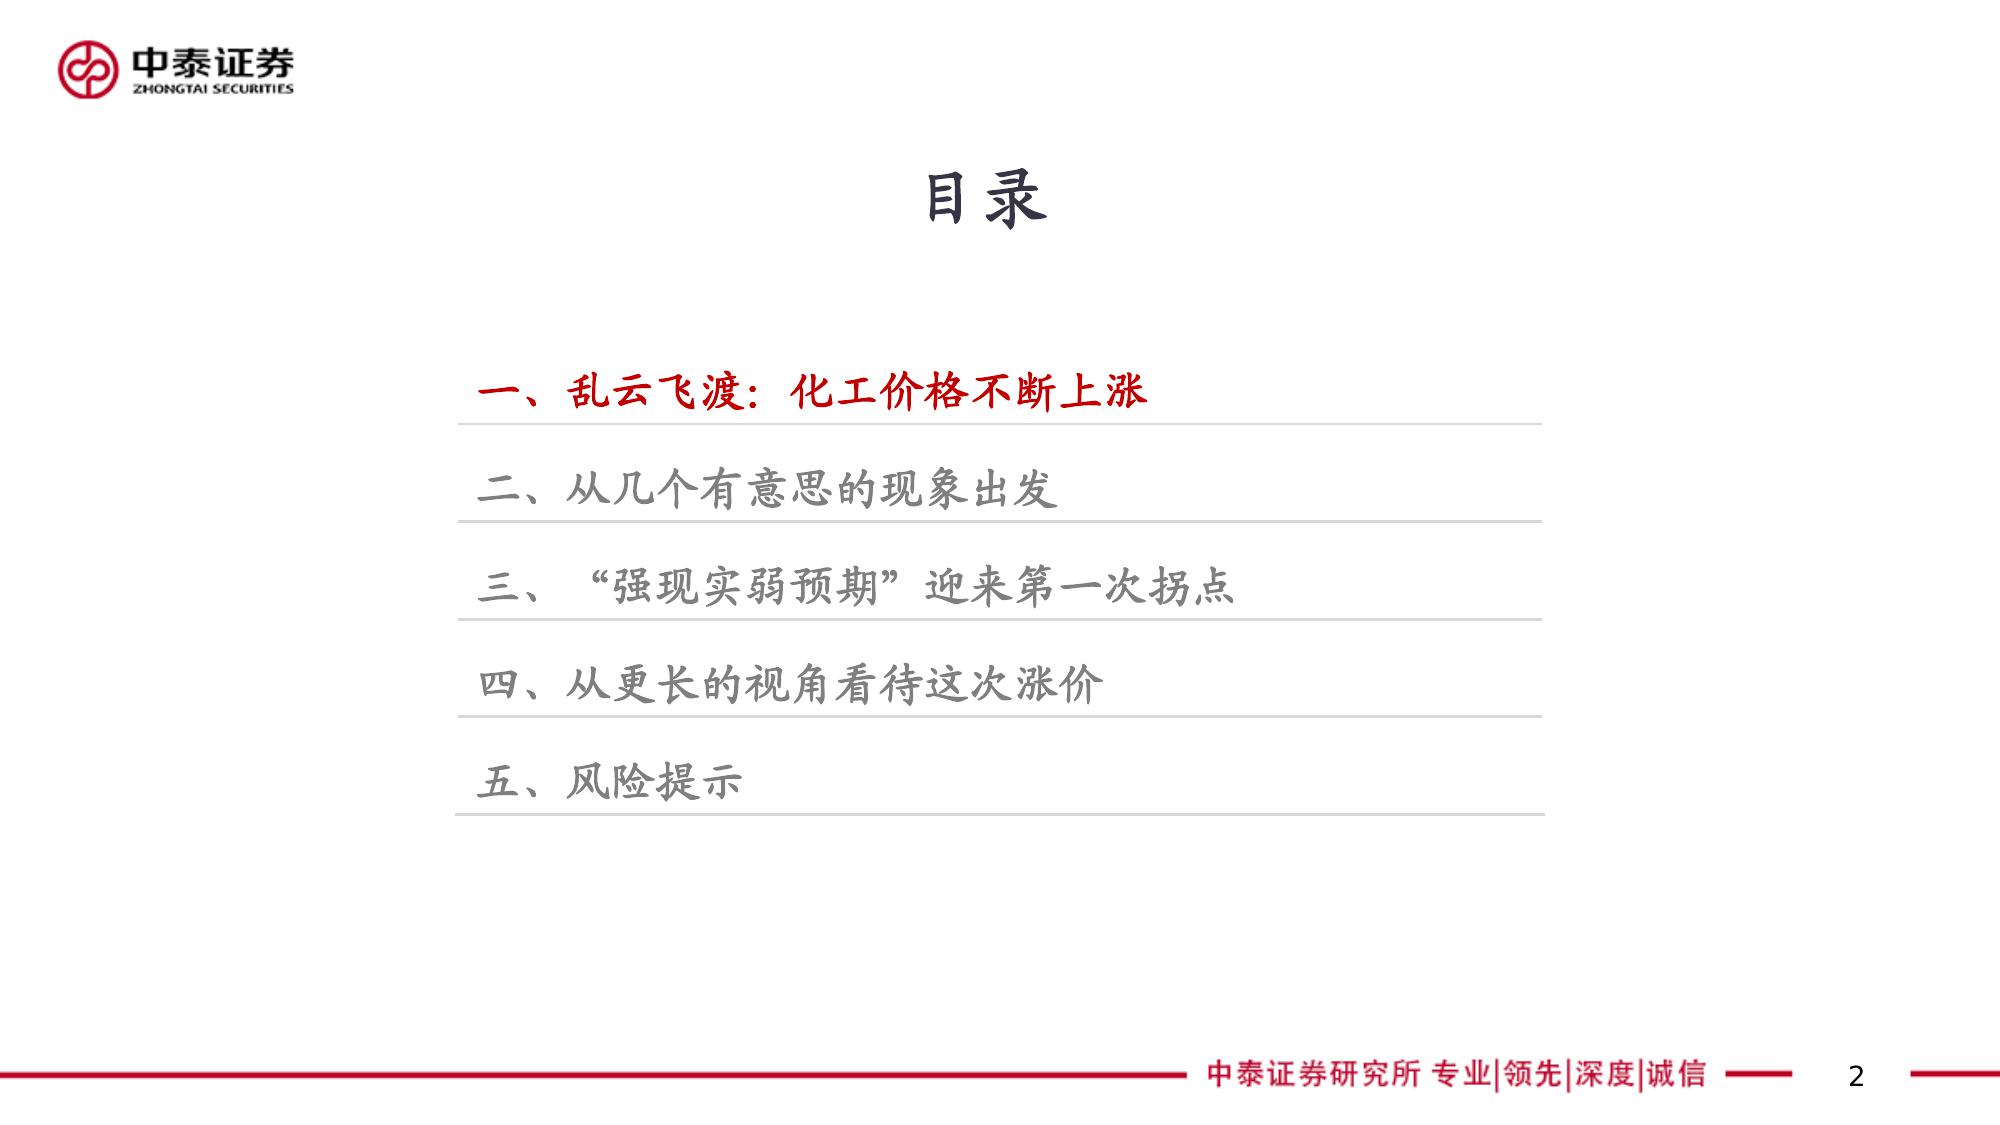 中泰证券
ZHONGTAI SECURITIES
目录
一、乱云飞渡：化工价格不断上涨
二、从几个有意思的现象出发
三、“强现实弱预期”迎来第一次拐点
四、从更长的视角看待这次涨价
五、风险提示
中泰证券研究所 专业|领先|深度|诚信
2